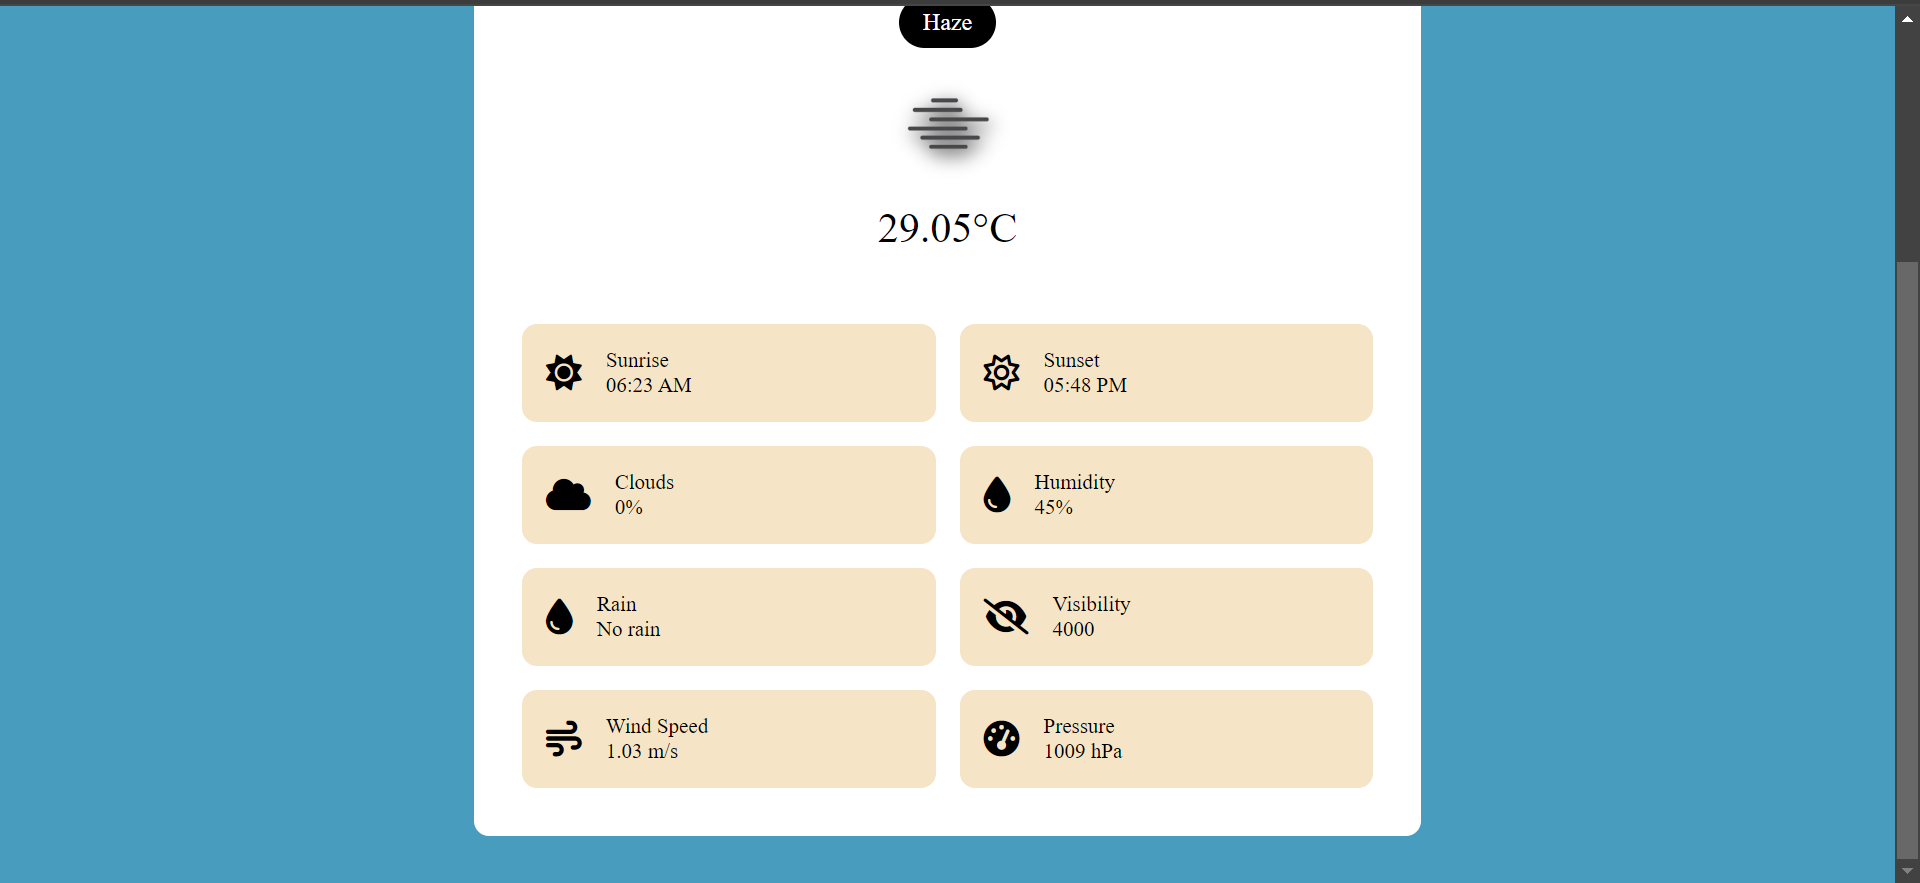 Haze
29.05°C
Sunrise
06:23 AM
Sunset
05:48 PM
Clouds
0%
Humidity
45%
Rain
No rain
Visibility
4000
Wind Speed
1.03 m/s
Pressure
1009 hPa